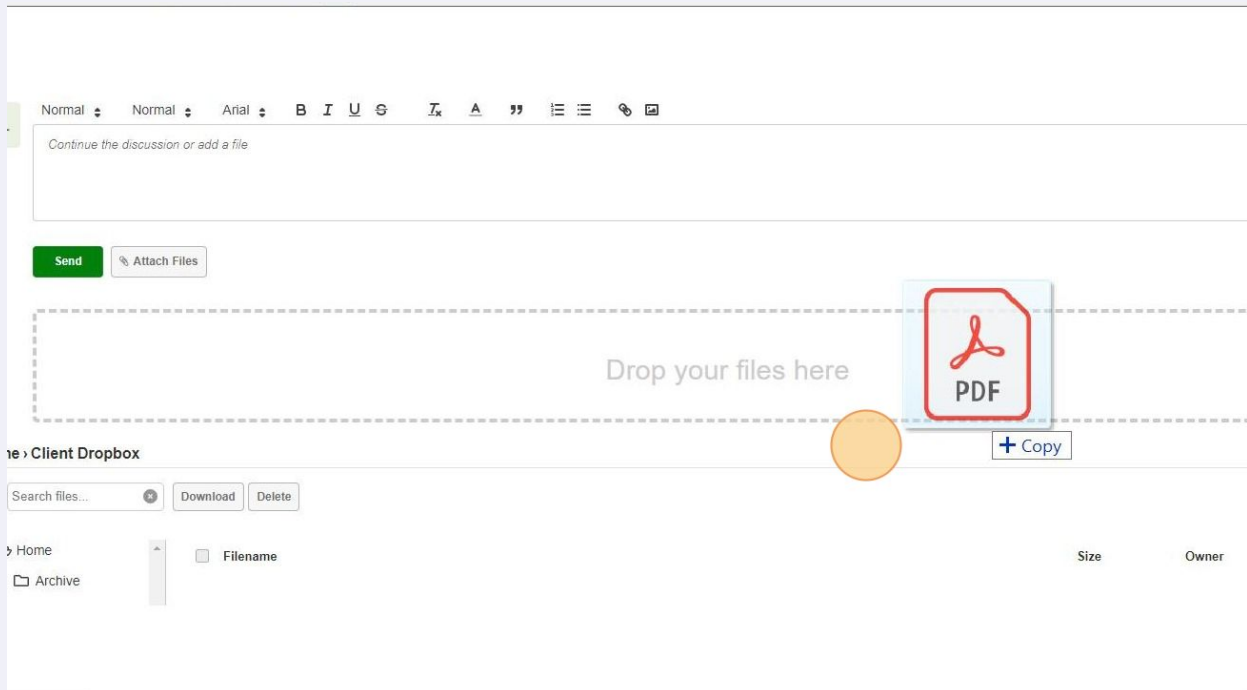 Normal Normal Arial B I U S Tx A
Continue the discussion or add a file
Send Attach Files
Drop your files here
PDF
+ Copy
› Client Dropbox
Search files... Download Delete
Home
Filename Size Owner
Archive